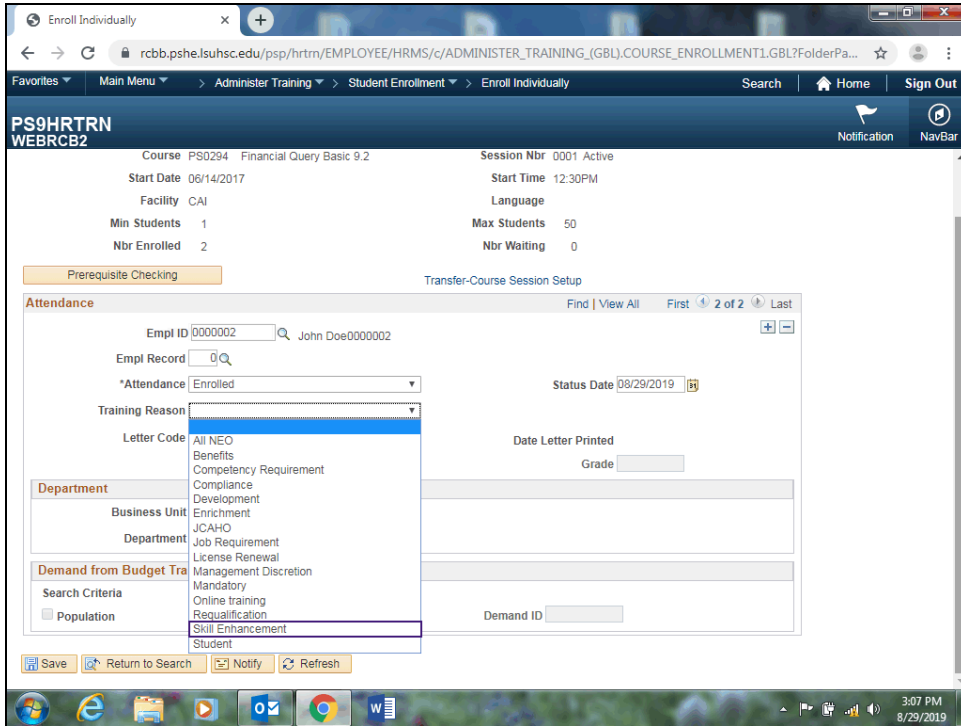 Enroll Individually
rcbb.pshe.lsuhsc.edu/psp/hrtrn/EMPLOYEE/HRMS/c/ADMINISTER_TRAINING_(GBL).COURSE_ENROLLMENT1.GBL?FolderPa...
Favorites Main Menu > Administer Training > Student Enrollment > Enroll Individually Search Home Sign Out
PS9HRTRN
WEBRCB2
Notification NavBar
Course PS0294 Financial Query Basic 9.2 Session Nbr 0001 Active
Start Date 06/14/2017 Start Time 12:30PM
Facility CAI Language
Min Students 1 Max Students 50
Nbr Enrolled 2 Nbr Waiting 0
Prerequisite Checking Transfer-Course Session Setup
Attendance Find | View All First 2 of 2 Last
Empl ID 0000002 John Doe0000002
Empl Record 0
*Attendance Enrolled Status Date 08/29/2019
Training Reason
Letter Code Date Letter Printed
Grade
All NEO
Benefits
Competency Requirement
Compliance
Development
Enrichment
JCAHO
Job Requirement
License Renewal
Management Discretion
Mandatory
Online training
Requalification
Skill Enhancement
Student
Department
Business Unit
Department
Demand from Budget Tra
Search Criteria
Population Demand ID
Save Return to Search Notify Refresh
3:07 PM
8/29/2019